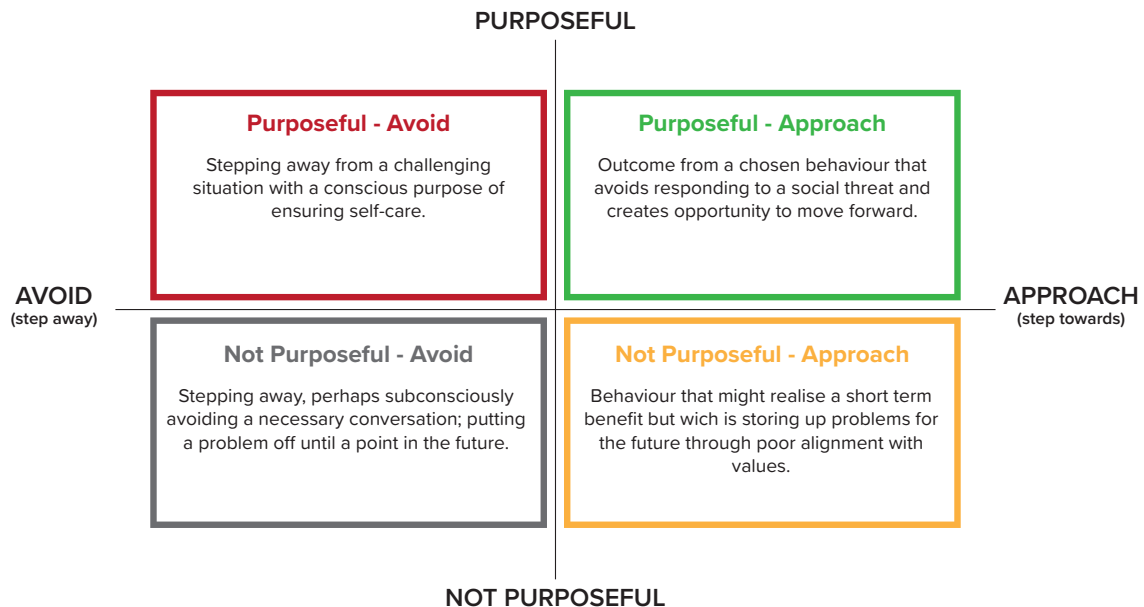 PURPOSEFUL
Purposeful - Avoid
Stepping away from a challenging
situation with a conscious purpose of
ensuring self-care.
Purposeful - Approach
Outcome from a chosen behaviour that
avoids responding to a social threat and
creates opportunity to move forward.
AVOID
(step away)
APPROACH
(step towards)
Not Purposeful - Avoid
Stepping away, perhaps subconsciously
avoiding a necessary conversation; putting
a problem off until a point in the future.
Not Purposeful - Approach
Behaviour that might realise a short term
benefit but wich is storing up problems for
the future through poor alignment with
values.
NOT PURPOSEFUL